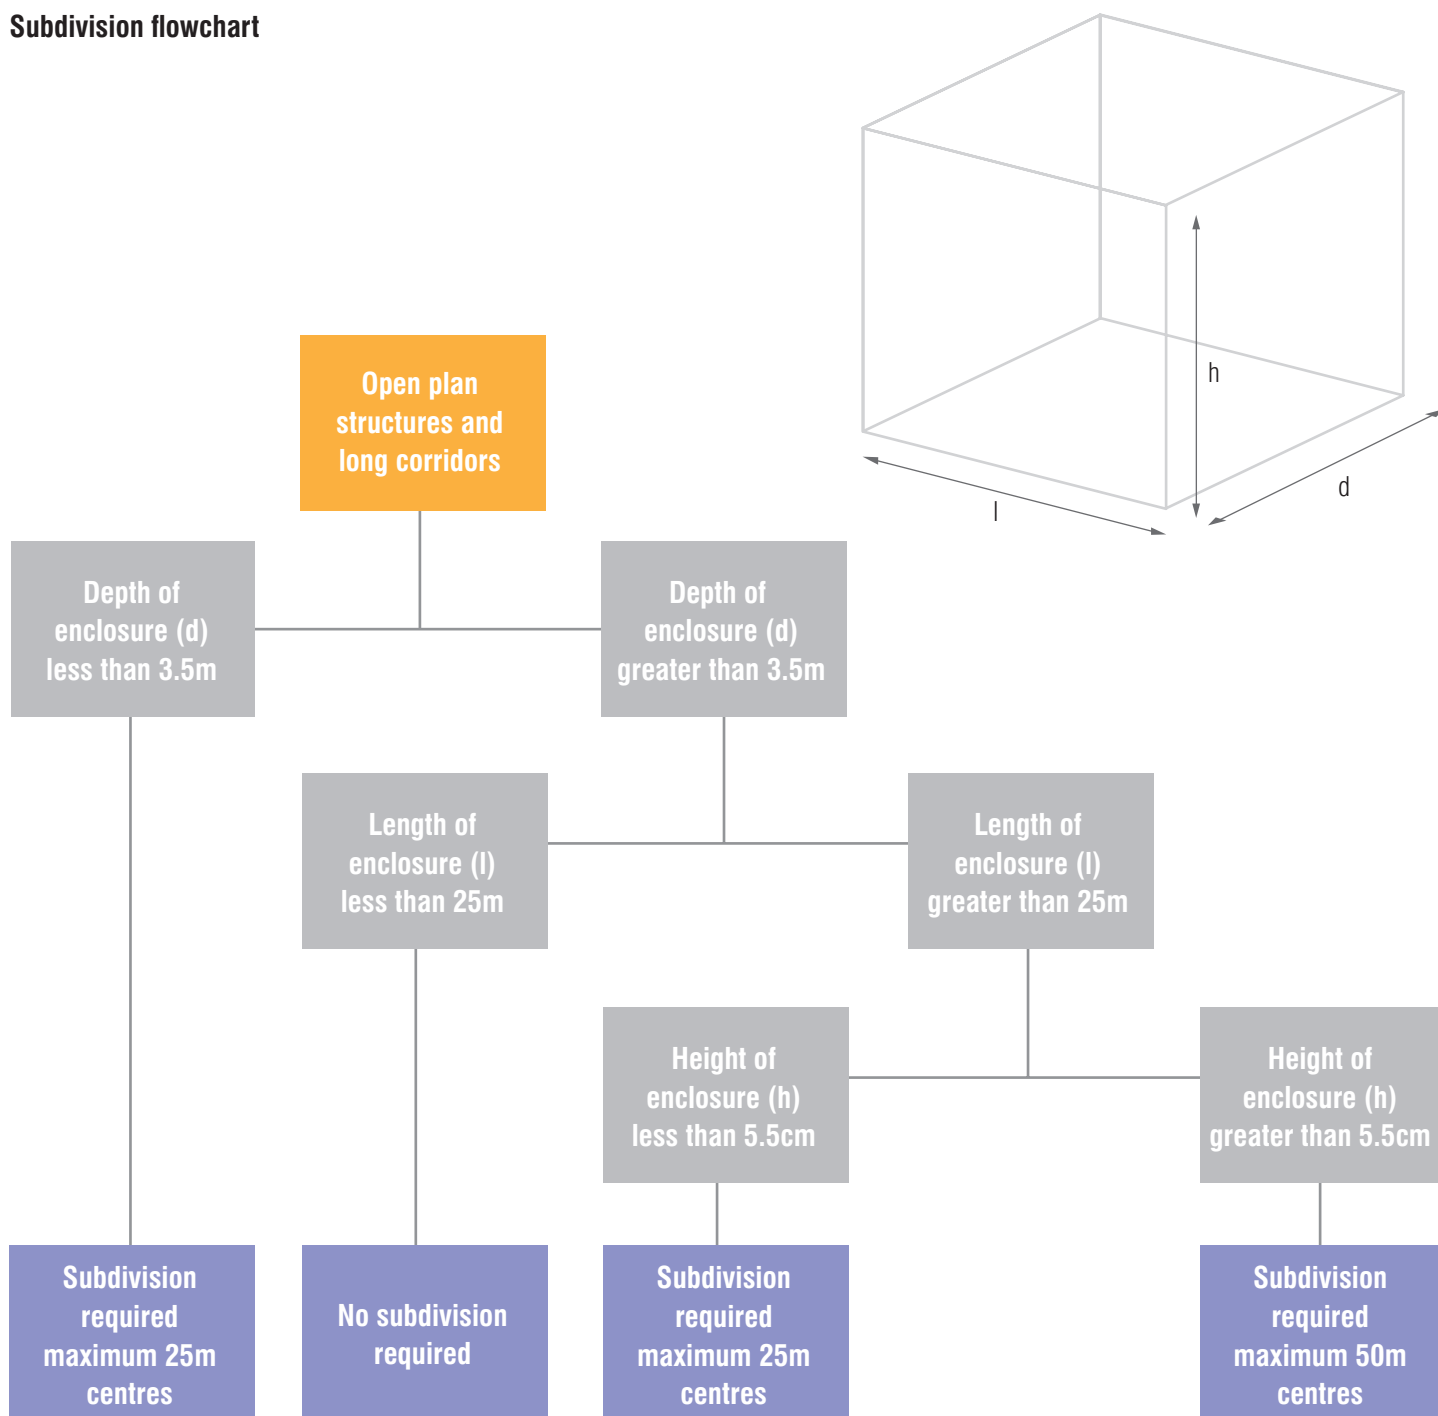 Subdivision flowchart
h
d
l
Open plan
structures and
long corridors
Depth of
enclosure (d)
less than 3.5m
Depth of
enclosure (d)
greater than 3.5m
Length of
enclosure (l)
less than 25m
Length of
enclosure (l)
greater than 25m
Height of
enclosure (h)
less than 5.5cm
Height of
enclosure (h)
greater than 5.5cm
Subdivision
required
maximum 25m
centres
No subdivision
required
Subdivision
required
maximum 25m
centres
Subdivision
required
maximum 50m
centres